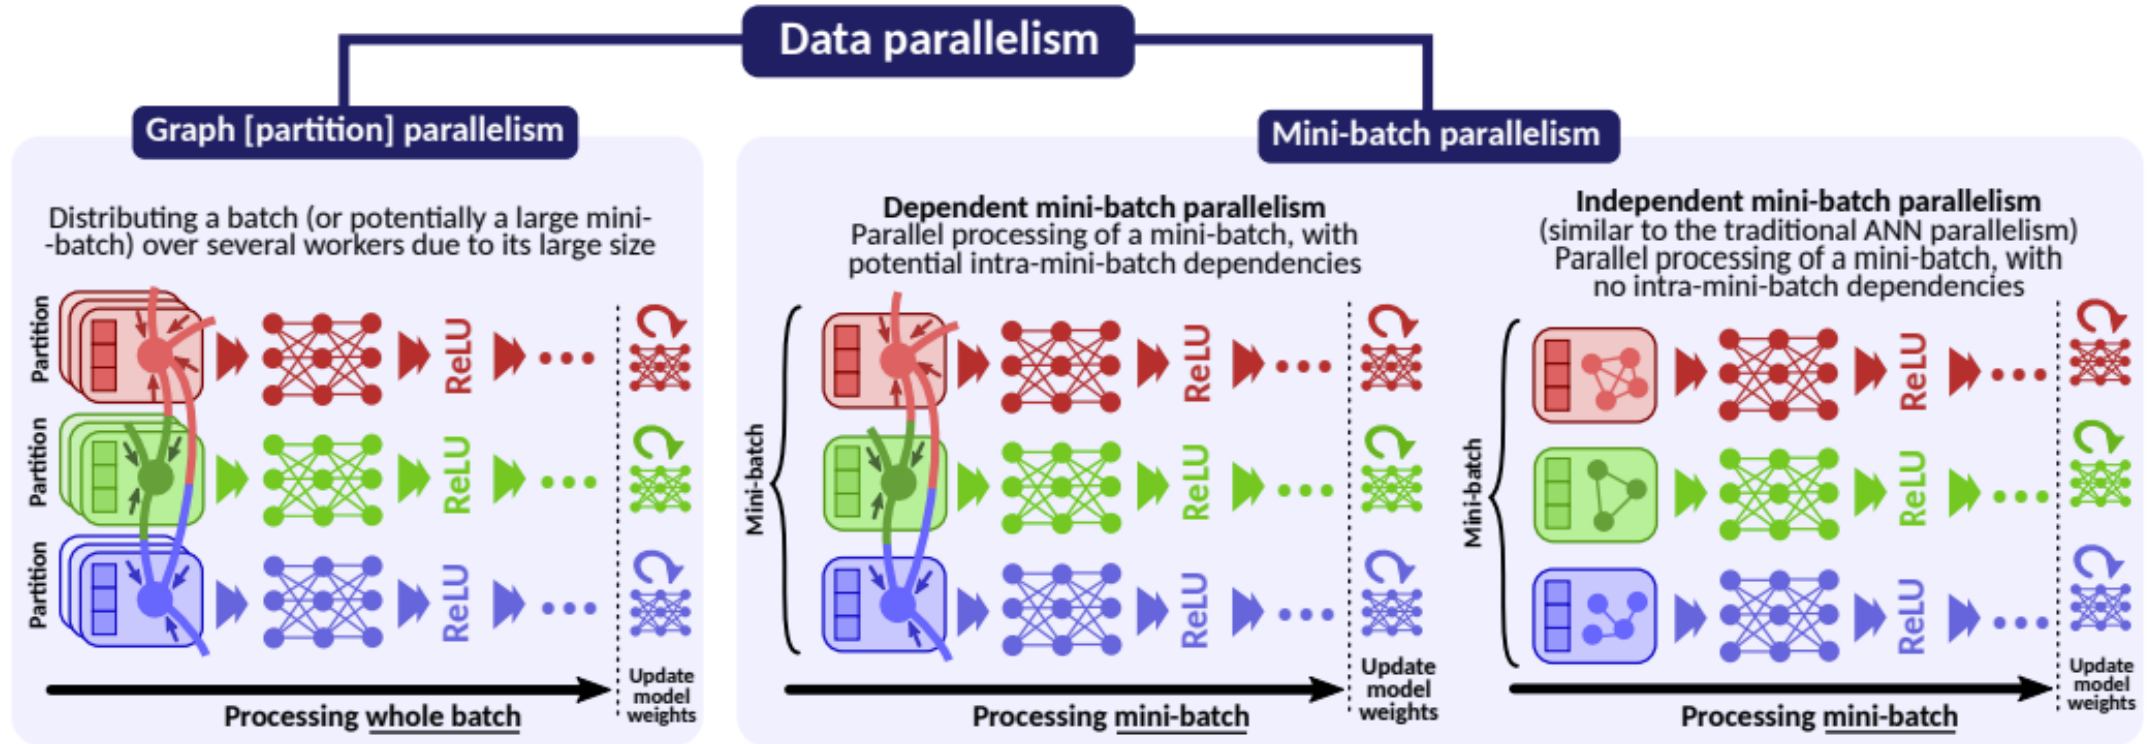 Data parallelism
Graph [partition] parallelism
Distributing a batch (or potentially a large mini-
-batch) over several workers due to its large size
Partition
ReLU
Partition
ReLU
Partition
ReLU
Processing whole batch
Update
model
weights
Mini-batch parallelism
Dependent mini-batch parallelism
Parallel processing of a mini-batch, with
potential intra-mini-batch dependencies
Mini-batch
ReLU
ReLU
ReLU
Processing mini-batch
Update
model
weights
Independent mini-batch parallelism
(similar to the traditional ANN parallelism)
Parallel processing of a mini-batch, with
no intra-mini-batch dependencies
Mini-batch
ReLU
ReLU
ReLU
Processing mini-batch
Update
model
weights